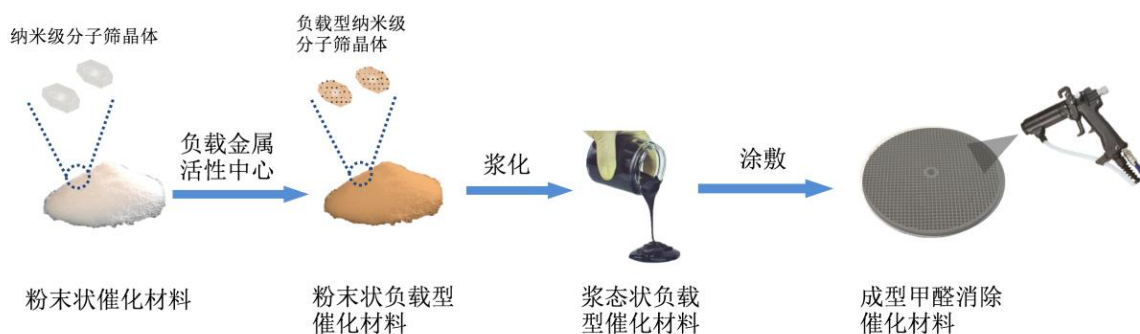 纳米级分子筛晶体
负载型纳米级
分子筛晶体
负载金属
活性中心
浆化
涂敷
粉末状催化材料
粉末状负载型
催化材料
浆态状负载
型催化材料
成型甲醛消除
催化材料